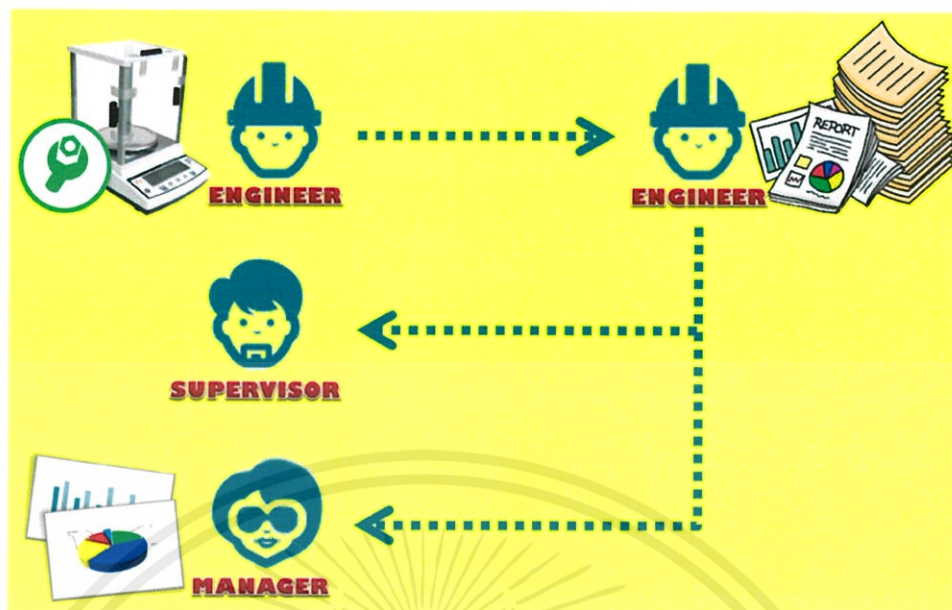 ENGINEER
ENGINEER
REPORT
SUPERVISOR
MANAGER